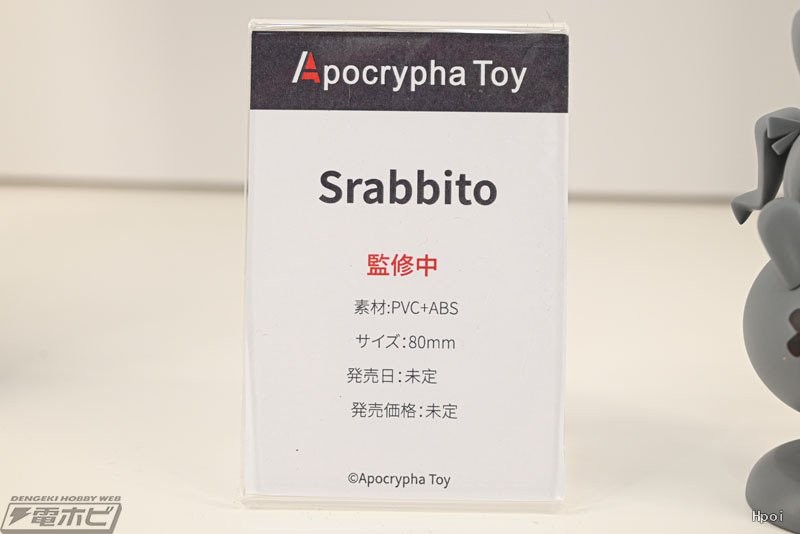 Apocrypha Toy
Srabbito
監修中
素材:PVC+ABS
サイズ:80mm
発売日:未定
発売価格:未定
©Apocrypha Toy
DENGEKI HOBBY WEB
電ホビ
Hpoi